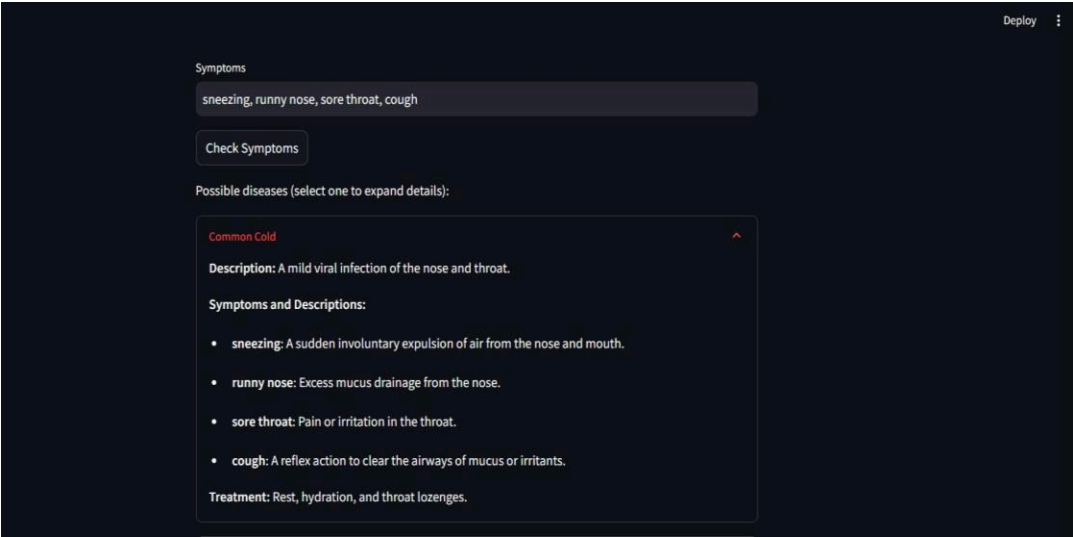 Deploy
Symptoms
sneezing, runny nose, sore throat, cough
Check Symptoms
Possible diseases (select one to expand details):
Common Cold
Description: A mild viral infection of the nose and throat.
Symptoms and Descriptions:
• sneezing: A sudden involuntary expulsion of air from the nose and mouth.
• runny nose: Excess mucus drainage from the nose.
• sore throat: Pain or irritation in the throat.
• cough: A reflex action to clear the airways of mucus or irritants.
Treatment: Rest, hydration, and throat lozenges.